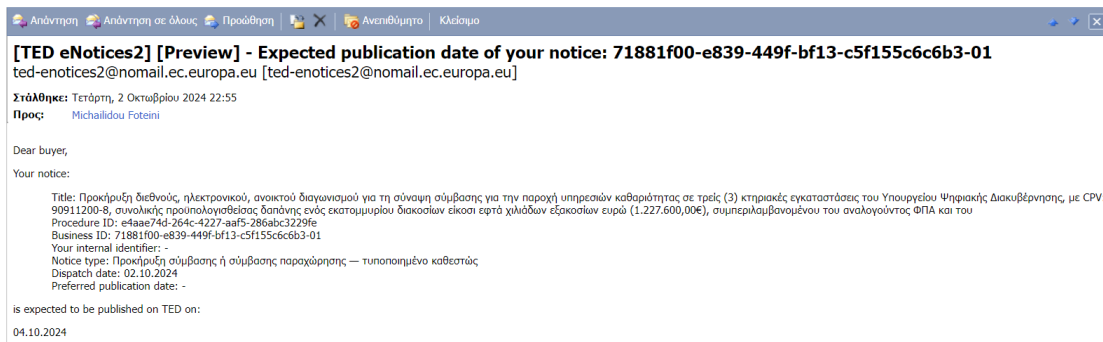 Απάντηση Απάντηση σε όλους Προώθηση Ανεπιθύμητο Κλείσιμο
[TED eNotices2] [Preview] - Expected publication date of your notice: 71881f00-e839-449f-bf13-c5f155c6c6b3-01
ted-enotices2@nomail.ec.europa.eu [ted-enotices2@nomail.ec.europa.eu]
Στάλθηκε: Τετάρτη, 2 Οκτωβρίου 2024 22:55
Προς: Michailidou Foteini
Dear buyer,
Your notice:
Title: Προκήρυξη διεθνούς, ηλεκτρονικού, ανοικτού διαγωνισμού για τη σύναψη σύμβασης για την παροχή υπηρεσιών καθαριότητας σε τρείς (3) κτηριακές εγκαταστάσεις του Υπουργείου Ψηφιακής Διακυβέρνησης, με CPV
90911200-8, συνολικής προϋπολογισθείσας δαπάνης ενός εκατομμυρίου διακοσίων είκοσι εφτά χιλιάδων εξακοσίων ευρώ (1.227.600,00€), συμπεριλαμβανομένου του αναλογούντος ΦΠΑ και του
Procedure ID: e4aae74d-264c-4227-aaf5-286abc3229fe
Business ID: 71881f00-e839-449f-bf13-c5f155c6c6b3-01
Your internal identifier: -
Notice type: Προκήρυξη σύμβασης ή σύμβασης παραχώρησης — τυποποιημένο καθεστώς
Dispatch date: 02.10.2024
Preferred publication date: -
is expected to be published on TED on:
04.10.2024